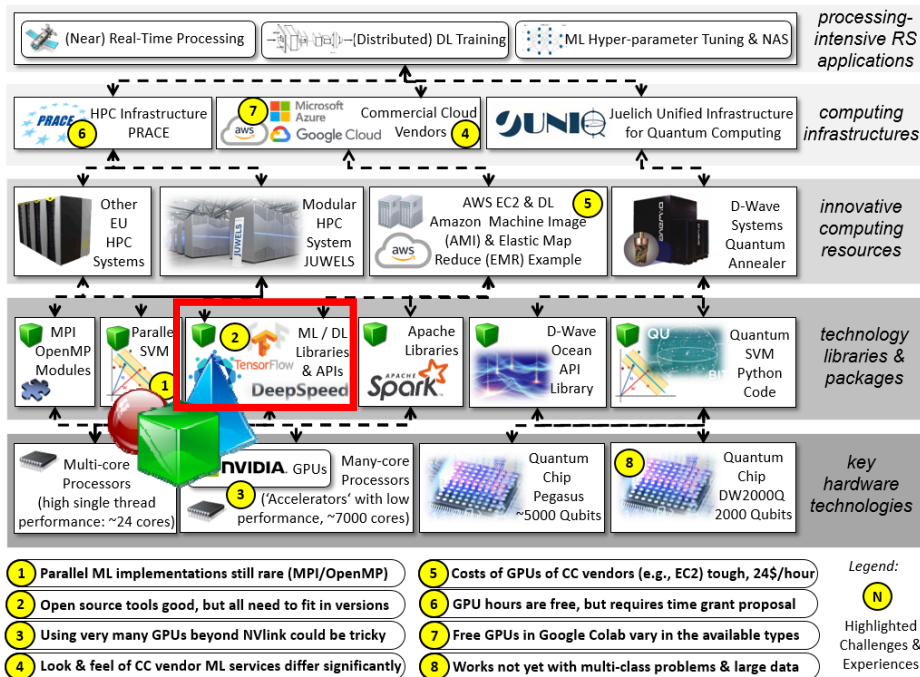 (Near) Real-Time Processing
(Distributed) DL Training
ML Hyper-parameter Tuning & NAS
processing-
intensive RS
applications
PRACE
6
HPC Infrastructure
PRACE
7
aws
Microsoft
Azure
Google Cloud
Commercial Cloud
Vendors
4
JUNIQ
Juelich Unified Infrastructure
for Quantum Computing
computing
infrastructures
Other
EU
HPC
Systems
JUWELS
Modular
HPC
System
JUWELS
aws
AWS EC2 & DL
Amazon Machine Image
(AMI) & Elastic Map
Reduce (EMR) Example
5
D-Wave
Systems
Quantum
Annealer
innovative
computing
resources
MPI
OpenMP
Modules
Parallel
SVM
1
2
TensorFlow
DeepSpeed
ML / DL
Libraries
& APIs
Apache
Libraries
APACHE
Spark
D-Wave
Ocean
API
Library
QU
Quantum
SVM
Python
Code
technology
libraries &
packages
Multi-core
Processors
(high single thread
performance: ~24 cores)
NVIDIA. GPUs
3
Many-core
Processors
('Accelerators' with low
performance, ~7000 cores)
Quantum
Chip
Pegasus
~5000 Qubits
8
Quantum
Chip
DW2000Q
2000 Qubits
key
hardware
technologies
1 Parallel ML implementations still rare (MPI/OpenMP)
2 Open source tools good, but all need to fit in versions
3 Using very many GPUs beyond NVlink could be tricky
4 Look & feel of CC vendor ML services differ significantly
5 Costs of GPUs of CC vendors (e.g., EC2) tough, 24$/hour
6 GPU hours are free, but requires time grant proposal
7 Free GPUs in Google Colab vary in the available types
8 Works not yet with multi-class problems & large data
Legend:
N
Highlighted
Challenges &
Experiences